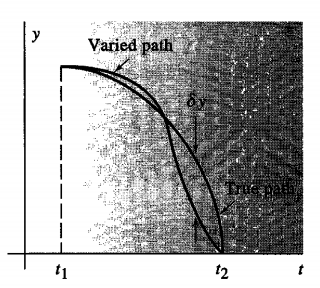 y
Varied path
δy
True path
t1 t2 t